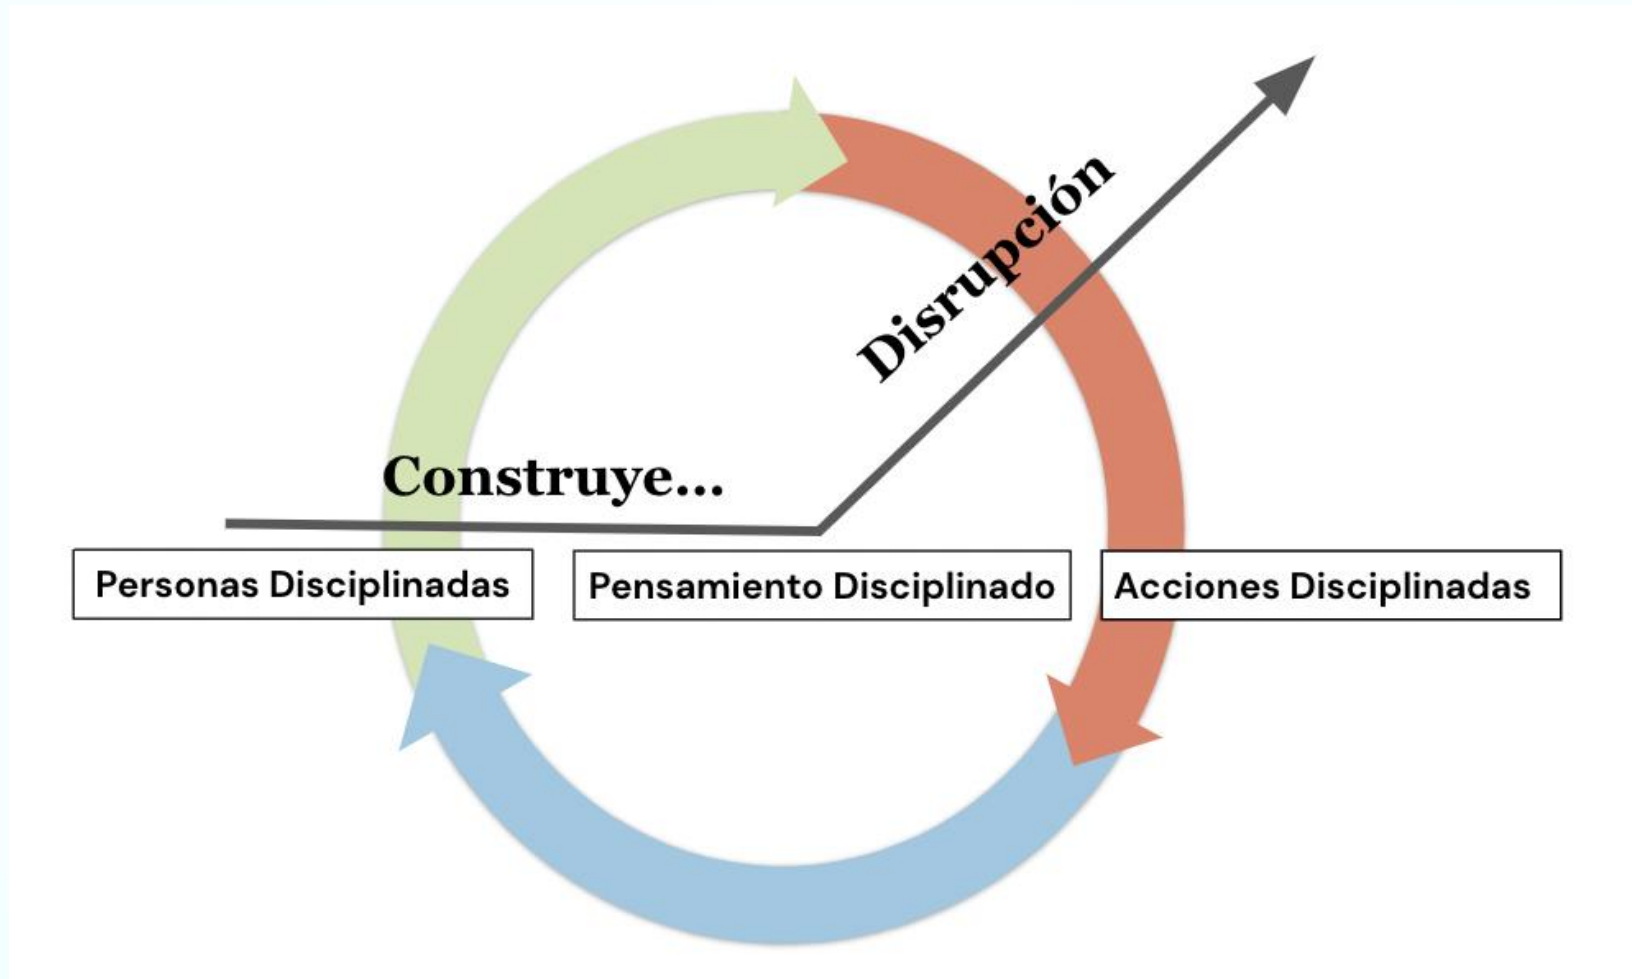 Disrupción
Construye...
Personas Disciplinadas
Pensamiento Disciplinado
Acciones Disciplinadas